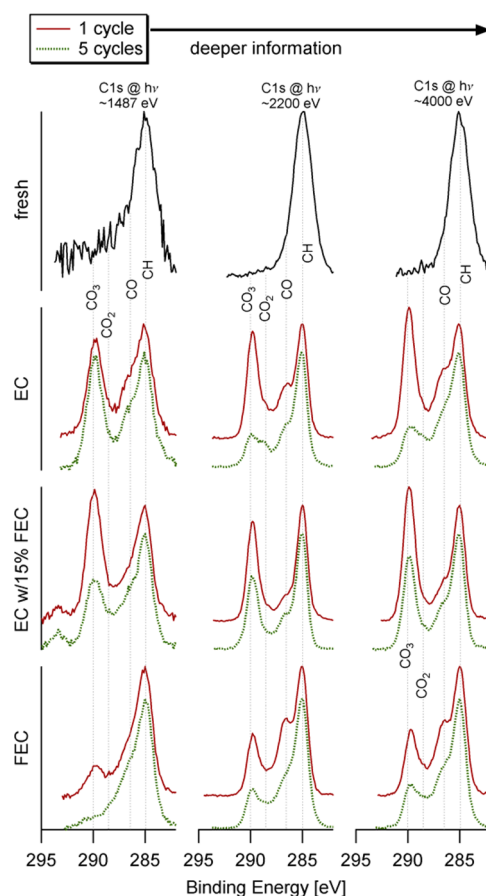 1 cycle
5 cycles
deeper information
C1s @ hν
~1487 eV
C1s @ hν
~2200 eV
C1s @ hν
~4000 eV
fresh
CO3
CO2
CO
CH
CO3
CO2
CO
CH
CO
CH
EC
EC w/15% FEC
CO3
CO2
FEC
295 290 285
295 290 285
295 290 285
Binding Energy [eV]